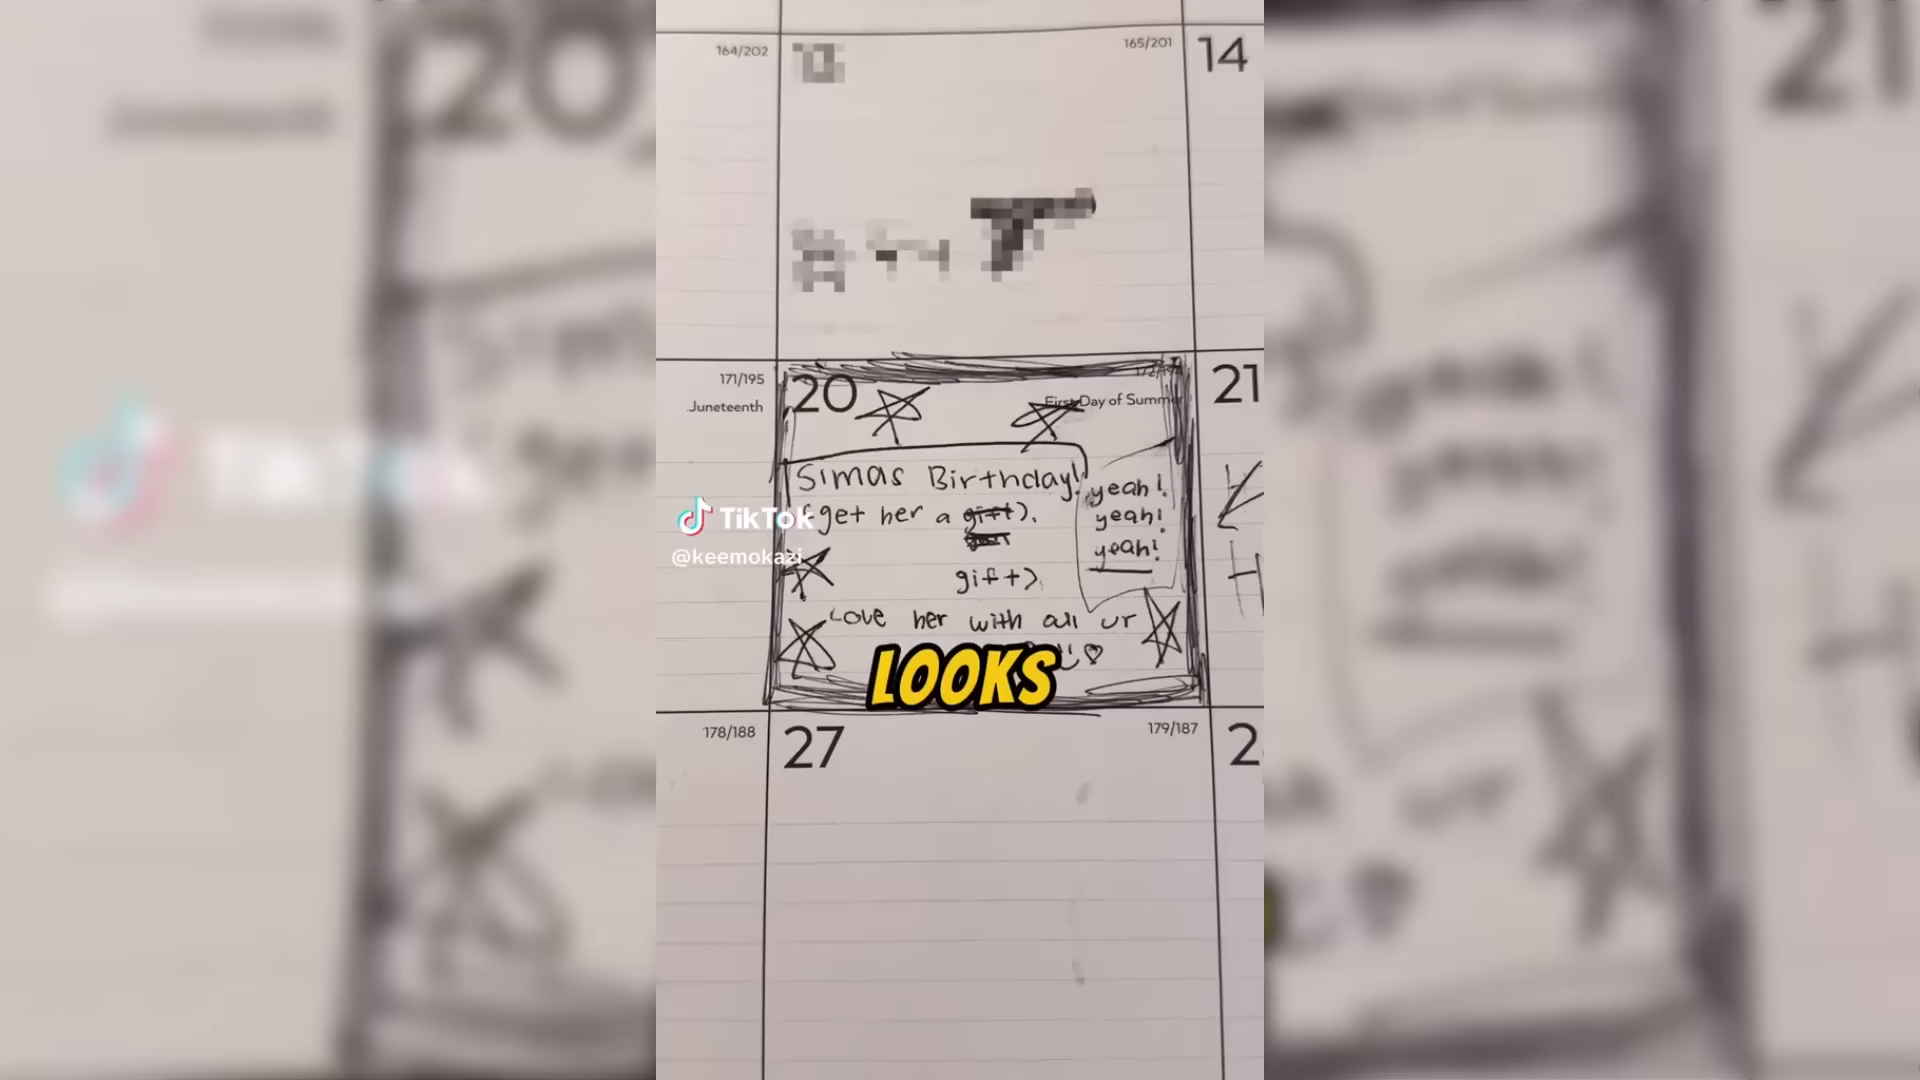 164/202
165/201
14
171/195
Juneteenth
20
First Day of Summer
21
Simas Birthday!
(get her a gift).
gift)
yeah!
yeah!
yeah!
Love her with all ur
LOOKS
TikTok
@keemokazi
178/188
27
179/187